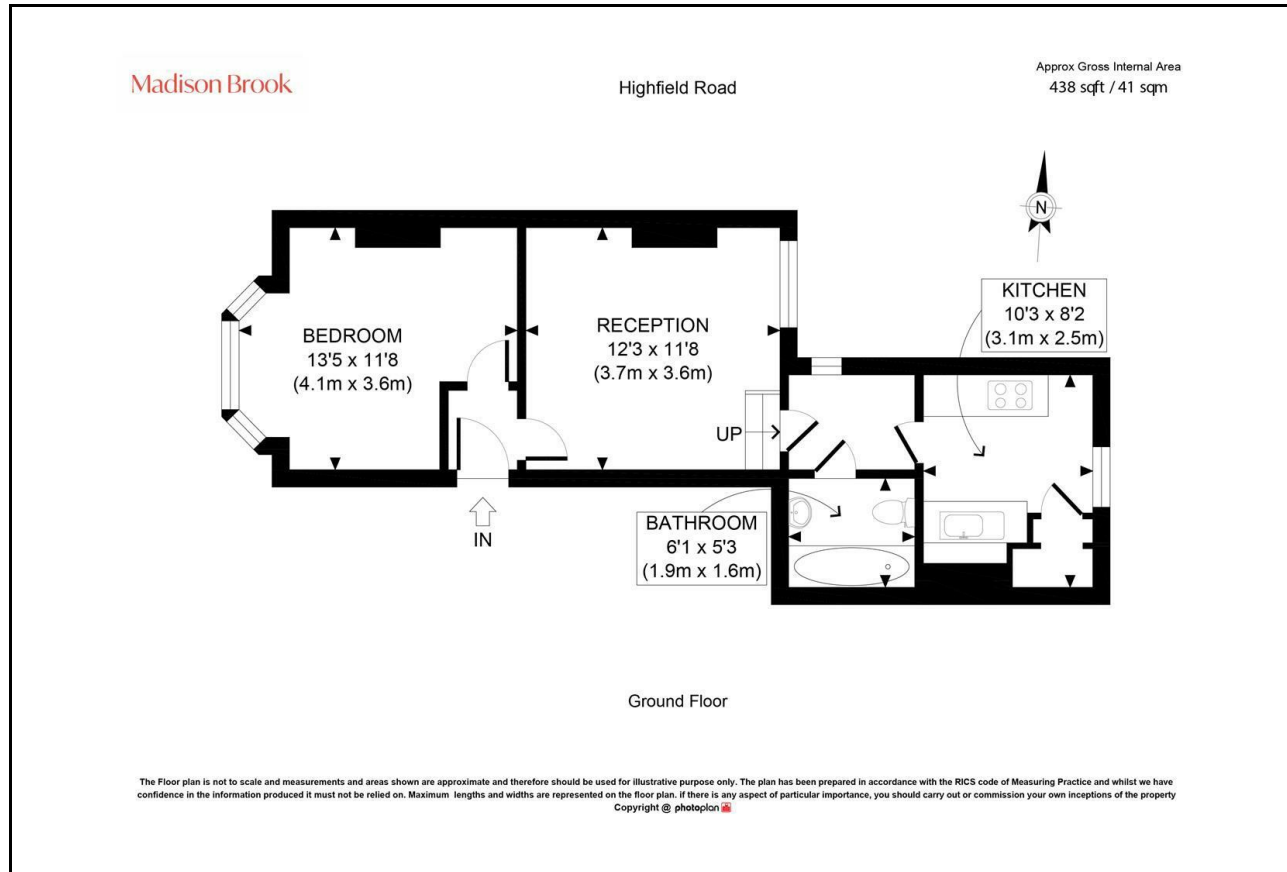 Madison Brook
Highfield Road
Approx Gross Internal Area
438 sqft / 41 sqm
N
KITCHEN
10'3 x 8'2
(3.1m x 2.5m)
BEDROOM
13'5 x 11'8
(4.1m x 3.6m)
RECEPTION
12'3 x 11'8
(3.7m x 3.6m)
UP
IN
BATHROOM
6'1 x 5'3
(1.9m x 1.6m)
Ground Floor
The Floor plan is not to scale and measurements and areas shown are approximate and therefore should be used for illustrative purpose only. The plan has been prepared in accordance with the RICS code of Measuring Practice and whilst we have
confidence in the information produced it must not be relied on. Maximum lengths and widths are represented on the floor plan. if there is any aspect of particular importance, you should carry out or commission your own inceptions of the property
Copyright @ photoplan